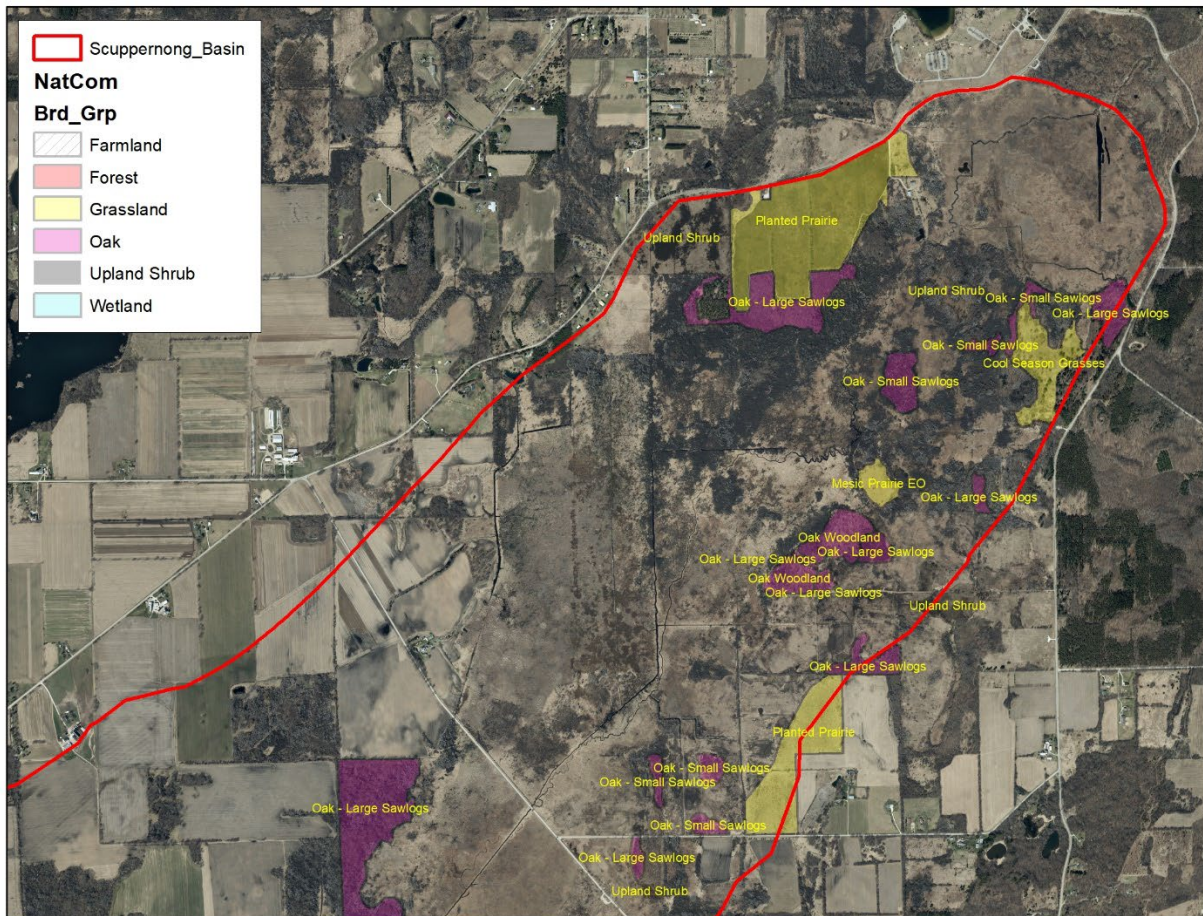 Scuppernong_Basin
NatCom
Brd_Grp
Farmland
Forest
Grassland
Oak
Upland Shrub
Wetland
Planted Prairie
Upland Shrub
Upland Shrub
Oak - Small Sawlogs
Oak - Large Sawlogs
Oak - Large Sawlogs
Oak - Small Sawlogs
Cool Season Grasses
Oak - Small Sawlogs
Mesic Prairie EO
Oak - Large Sawlogs
Oak Woodland
Oak - Large Sawlogs
Oak - Large Sawlogs
Oak Woodland
Oak - Large Sawlogs
Upland Shrub
Oak - Large Sawlogs
Planted Prairie
Oak - Small Sawlogs
Oak - Small Sawlogs
Oak - Large Sawlogs
Oak - Small Sawlogs
Oak - Large Sawlogs
Upland Shrub